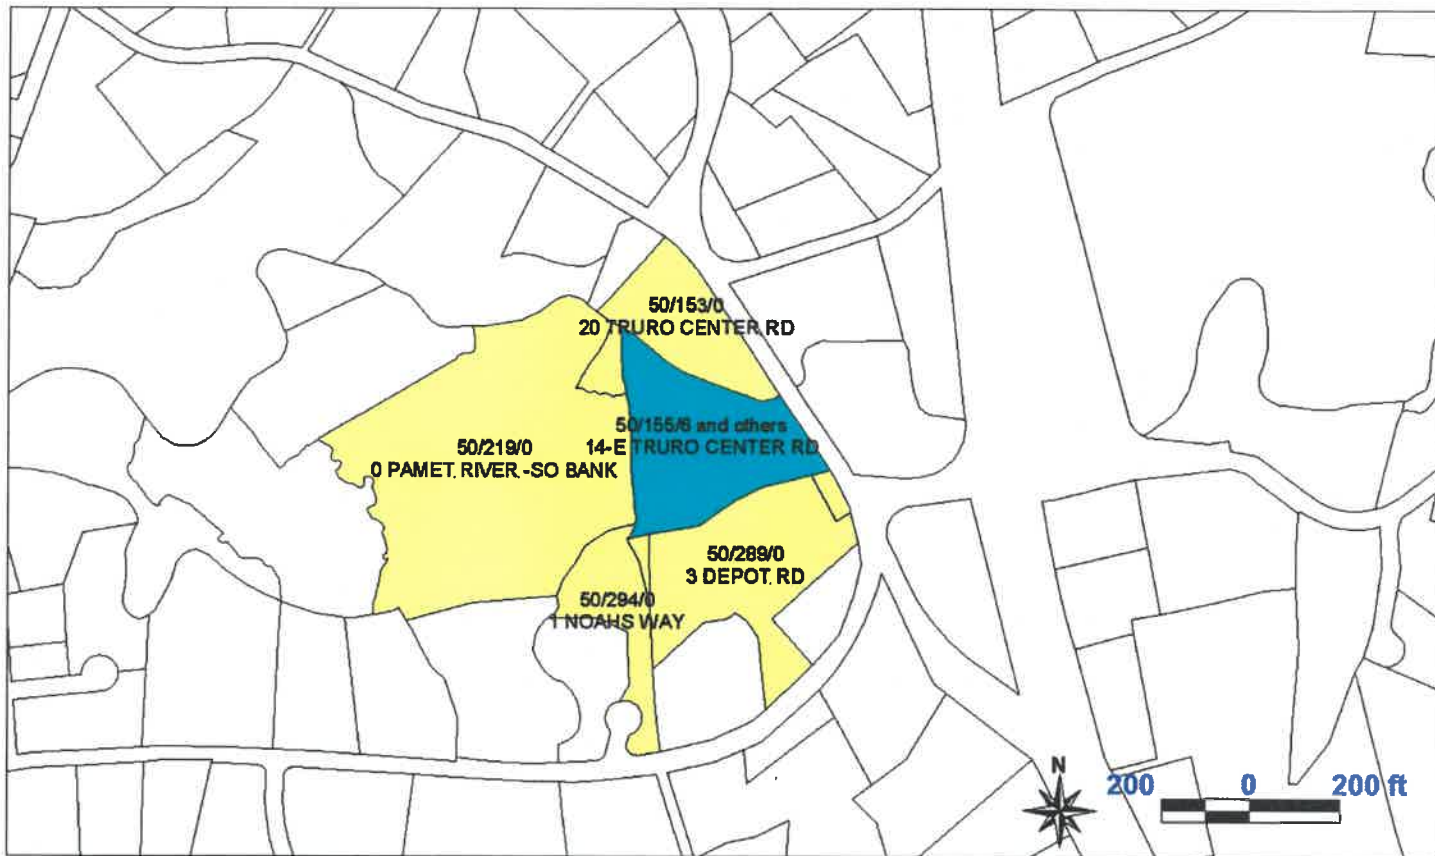 50/153/0
20 TRURO CENTER RD
50/155/6 and others
14-E TRURO CENTER RD
50/219/0
0 PAMET RIVER -SO BANK
50/289/0
3 DEPOT RD
50/294/0
1 NOAHS WAY
N
200 0 200 ft